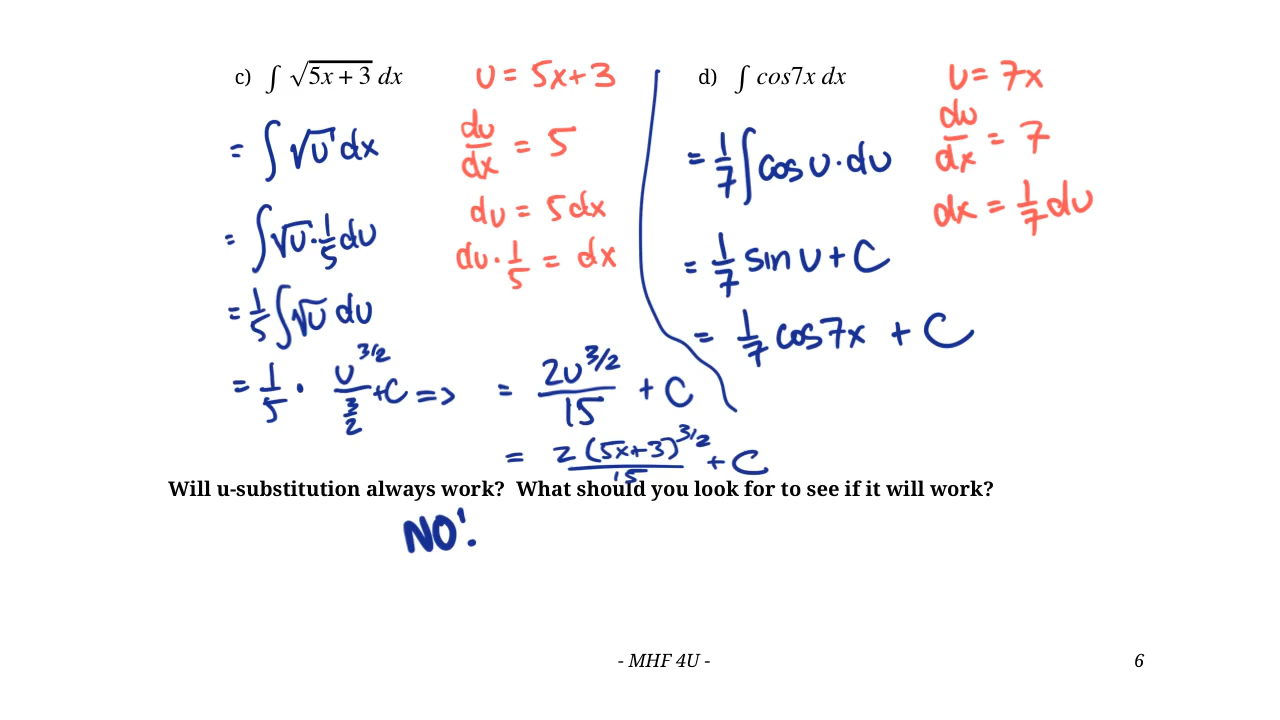 c) ∫ √(5x + 3) dx
u = 5x+3
= ∫ √u dx
du/dx = 5
= ∫ √u · 1/5 du
du = 5dx
du · 1/5 = dx
= 1/5 ∫ √u du
= 1/5 · u^(3/2) / (3/2) + C =>
= 2u^(3/2) / 15 + C
= 2(5x+3)^(3/2) / 15 + C
d) ∫ cos7x dx
u = 7x
du/dx = 7
= 1/7 ∫ cos u · du
dx = 1/7 du
= 1/7 sin u + C
= 1/7 cos7x + C
Will u-substitution always work? What should you look for to see if it will work?
NO!
- MHF 4U -
6